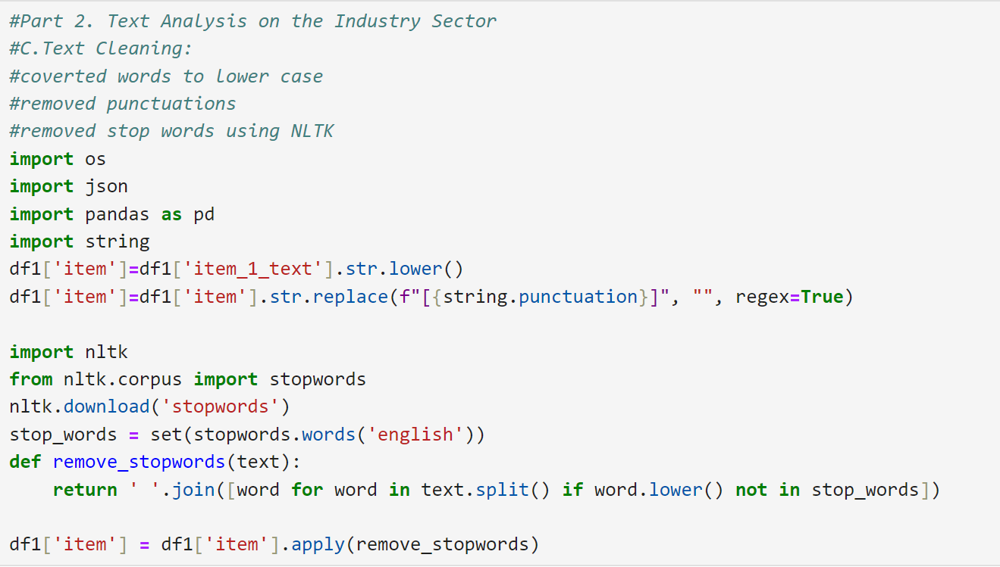 #Part 2. Text Analysis on the Industry Sector
#C.Text Cleaning:
#coverted words to lower case
#removed punctuations
#removed stop words using NLTK
import os
import json
import pandas as pd
import string
df1['item']=df1['item_1_text'].str.lower()
df1['item']=df1['item'].str.replace(f"[{string.punctuation}]", "", regex=True)
import nltk
from nltk.corpus import stopwords
nltk.download('stopwords')
stop_words = set(stopwords.words('english'))
def remove_stopwords(text):
    return ' '.join([word for word in text.split() if word.lower() not in stop_words])
df1['item'] = df1['item'].apply(remove_stopwords)